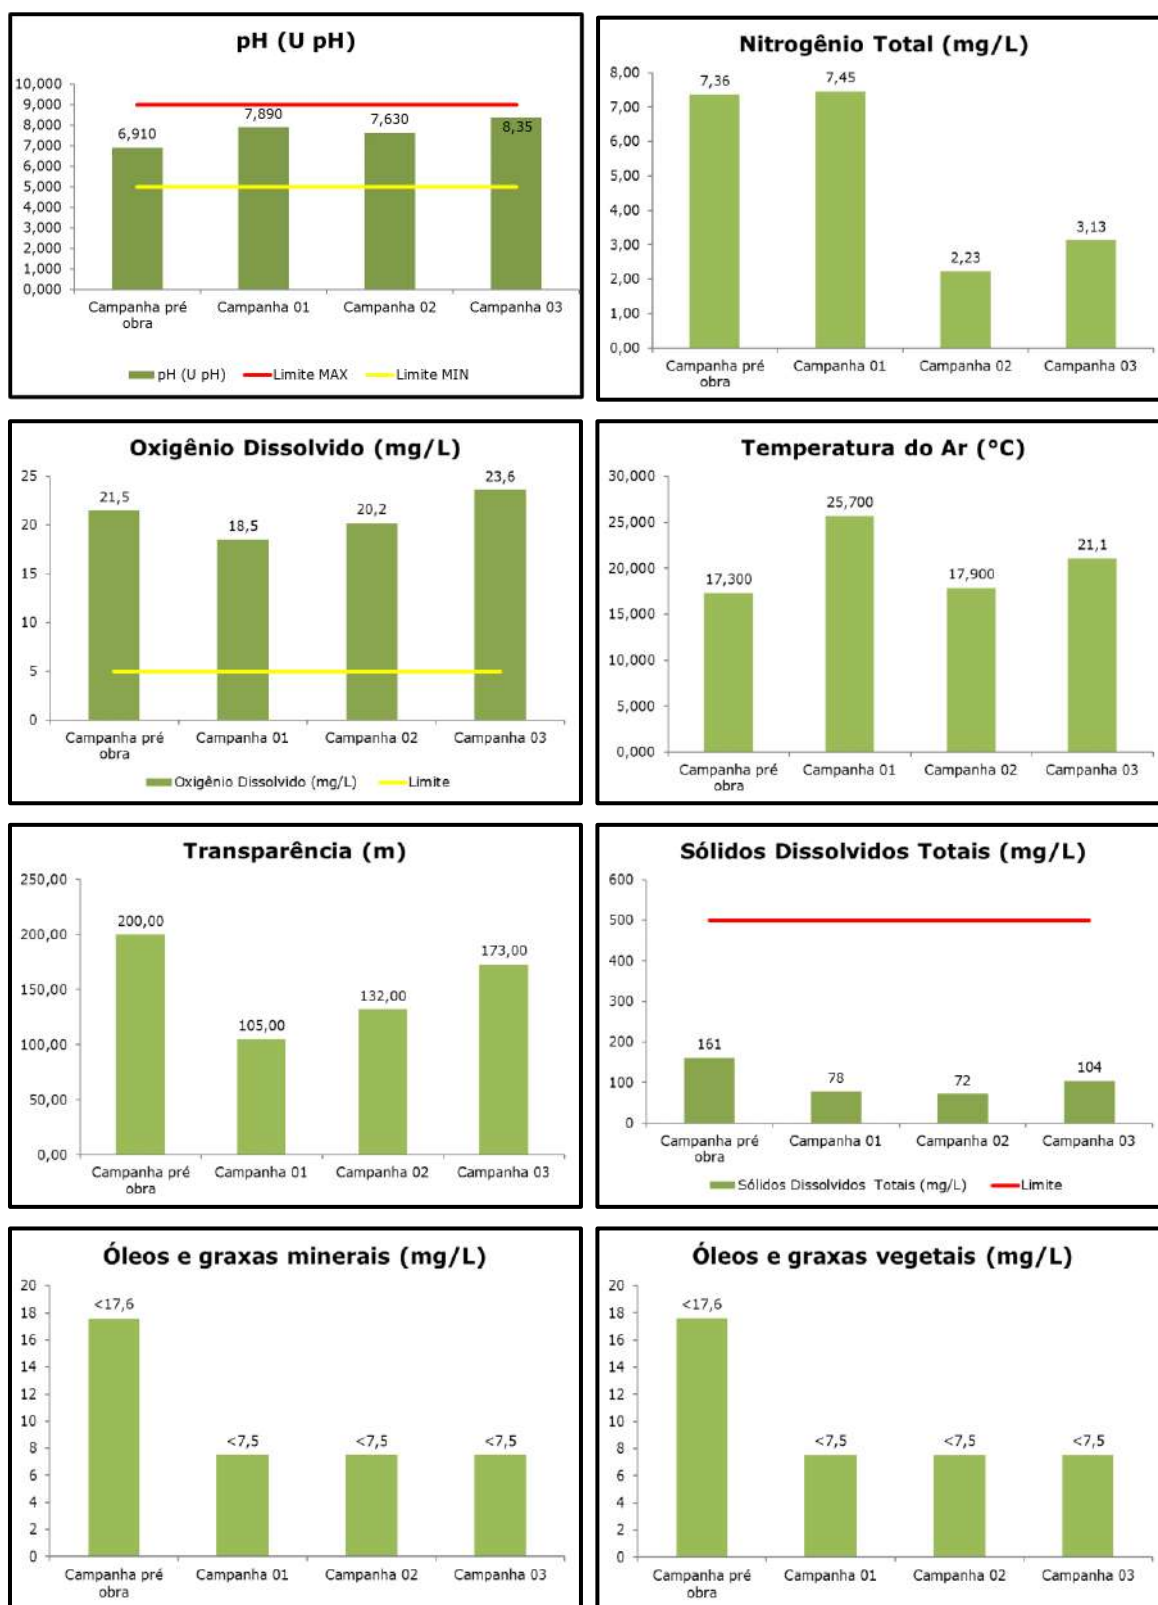 pH (U pH)
10,000
9,000
8,000
7,000
6,000
5,000
4,000
3,000
2,000
1,000
0,000
6,910
7,890
7,630
8,35
Campanha pré
obra
Campanha 01
Campanha 02
Campanha 03
pH (U pH)
Limite MAX
Limite MIN
Nitrogênio Total (mg/L)
8,00
7,00
6,00
5,00
4,00
3,00
2,00
1,00
0,00
7,36
7,45
2,23
3,13
Campanha pré
obra
Campanha 01
Campanha 02
Campanha 03
Oxigênio Dissolvido (mg/L)
25
20
15
10
5
0
21,5
18,5
20,2
23,6
Campanha pré
obra
Campanha 01
Campanha 02
Campanha 03
Oxigênio Dissolvido (mg/L)
Limite
Temperatura do Ar (°C)
30,000
25,000
20,000
15,000
10,000
5,000
0,000
17,300
25,700
17,900
21,1
Campanha pré
obra
Campanha 01
Campanha 02
Campanha 03
Transparência (m)
250,00
200,00
150,00
100,00
50,00
0,00
200,00
105,00
132,00
173,00
Campanha pré
obra
Campanha 01
Campanha 02
Campanha 03
Sólidos Dissolvidos Totais (mg/L)
600
500
400
300
200
100
0
161
78
72
104
Campanha pré
obra
Campanha 01
Campanha 02
Campanha 03
Sólidos Dissolvidos Totais (mg/L)
Limite
Óleos e graxas minerais (mg/L)
20
18
16
14
12
10
8
6
4
2
0
<17,6
<7,5
<7,5
<7,5
Campanha pré
obra
Campanha 01
Campanha 02
Campanha 03
Óleos e graxas vegetais (mg/L)
20
18
16
14
12
10
8
6
4
2
0
<17,6
<7,5
<7,5
<7,5
Campanha pré
obra
Campanha 01
Campanha 02
Campanha 03